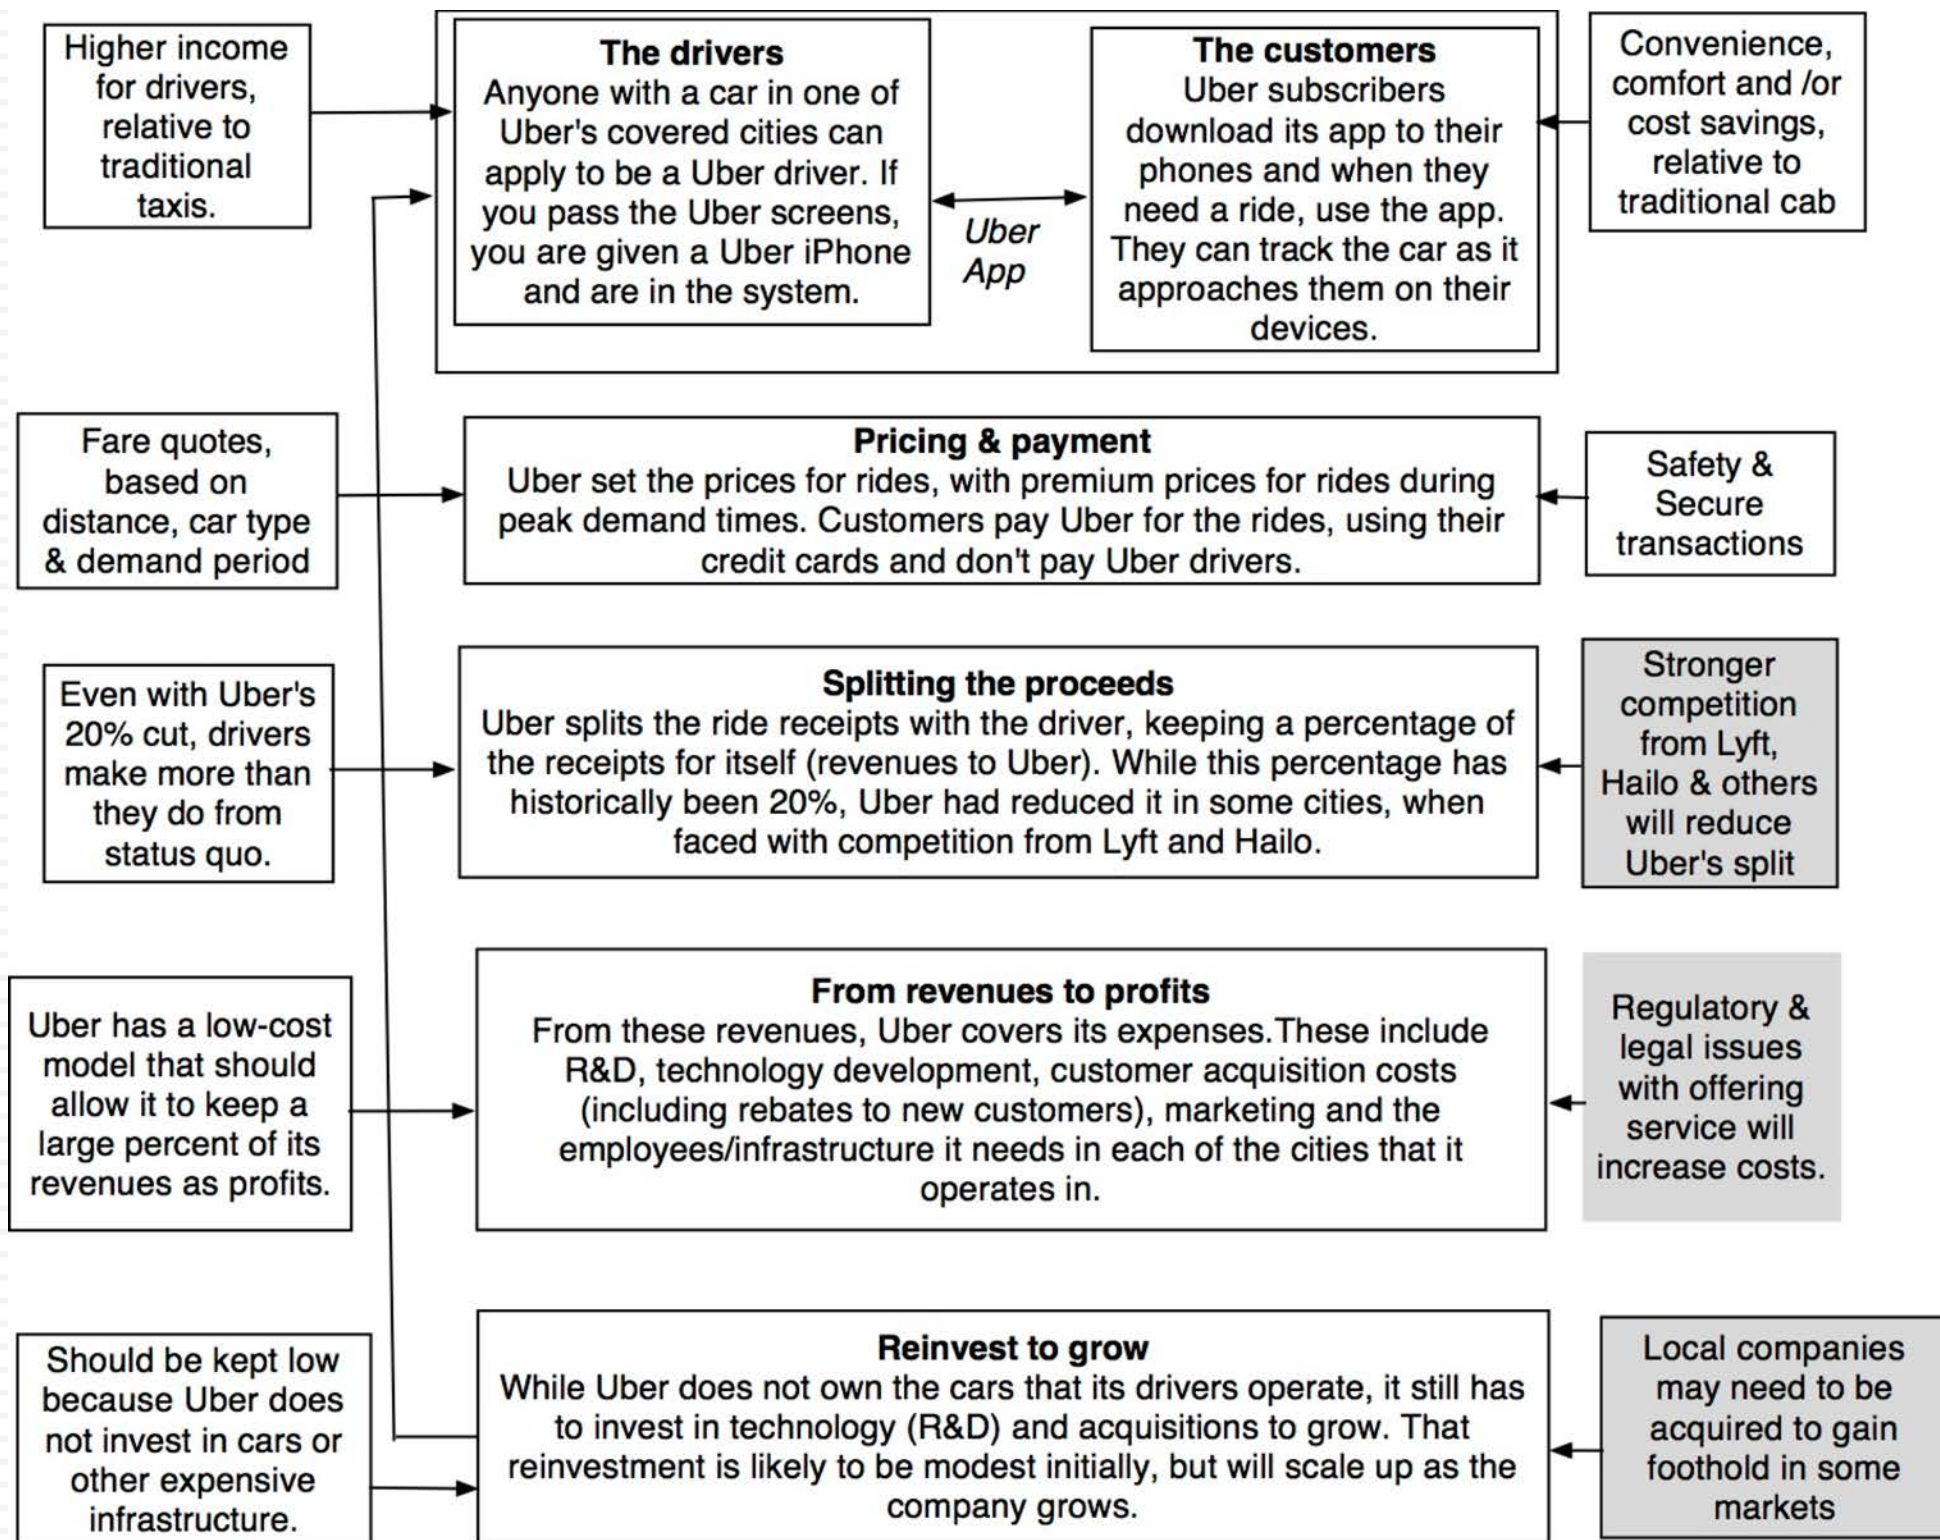 Higher income
for drivers,
relative to
traditional
taxis.
The drivers
Anyone with a car in one of
Uber's covered cities can
apply to be a Uber driver. If
you pass the Uber screens,
you are given a Uber iPhone
and are in the system.
Uber
App
The customers
Uber subscribers
download its app to their
phones and when they
need a ride, use the app.
They can track the car as it
approaches them on their
devices.
Convenience,
comfort and /or
cost savings,
relative to
traditional cab
Fare quotes,
based on
distance, car type
& demand period
Pricing & payment
Uber set the prices for rides, with premium prices for rides during
peak demand times. Customers pay Uber for the rides, using their
credit cards and don't pay Uber drivers.
Safety &
Secure
transactions
Even with Uber's
20% cut, drivers
make more than
they do from
status quo.
Splitting the proceeds
Uber splits the ride receipts with the driver, keeping a percentage of
the receipts for itself (revenues to Uber). While this percentage has
historically been 20%, Uber had reduced it in some cities, when
faced with competition from Lyft and Hailo.
Stronger
competition
from Lyft,
Hailo & others
will reduce
Uber's split
Uber has a low-cost
model that should
allow it to keep a
large percent of its
revenues as profits.
From revenues to profits
From these revenues, Uber covers its expenses.These include
R&D, technology development, customer acquisition costs
(including rebates to new customers), marketing and the
employees/infrastructure it needs in each of the cities that it
operates in.
Regulatory &
legal issues
with offering
service will
increase costs.
Should be kept low
because Uber does
not invest in cars or
other expensive
infrastructure.
Reinvest to grow
While Uber does not own the cars that its drivers operate, it still has
to invest in technology (R&D) and acquisitions to grow. That
reinvestment is likely to be modest initially, but will scale up as the
company grows.
Local companies
may need to be
acquired to gain
foothold in some
markets